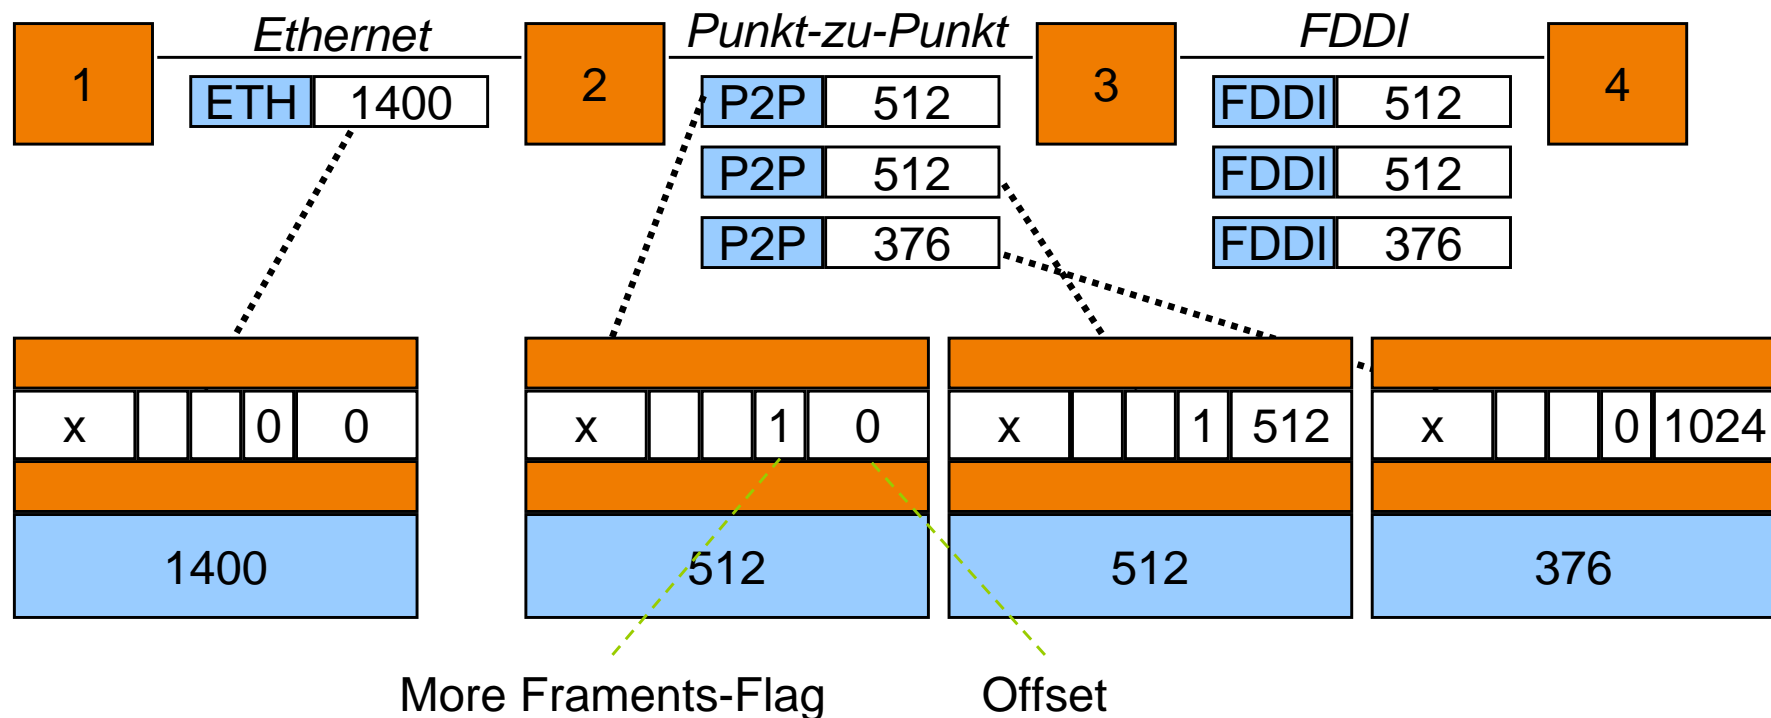 Ethernet Punkt-zu-Punkt FDDI
1 2 3 4
ETH 1400 P2P 512 FDDI 512
P2P 512 FDDI 512
P2P 376 FDDI 376
x 0 0 x 1 0 x 1 512 x 0 1024
1400 512 512 376
More Framents-Flag Offset